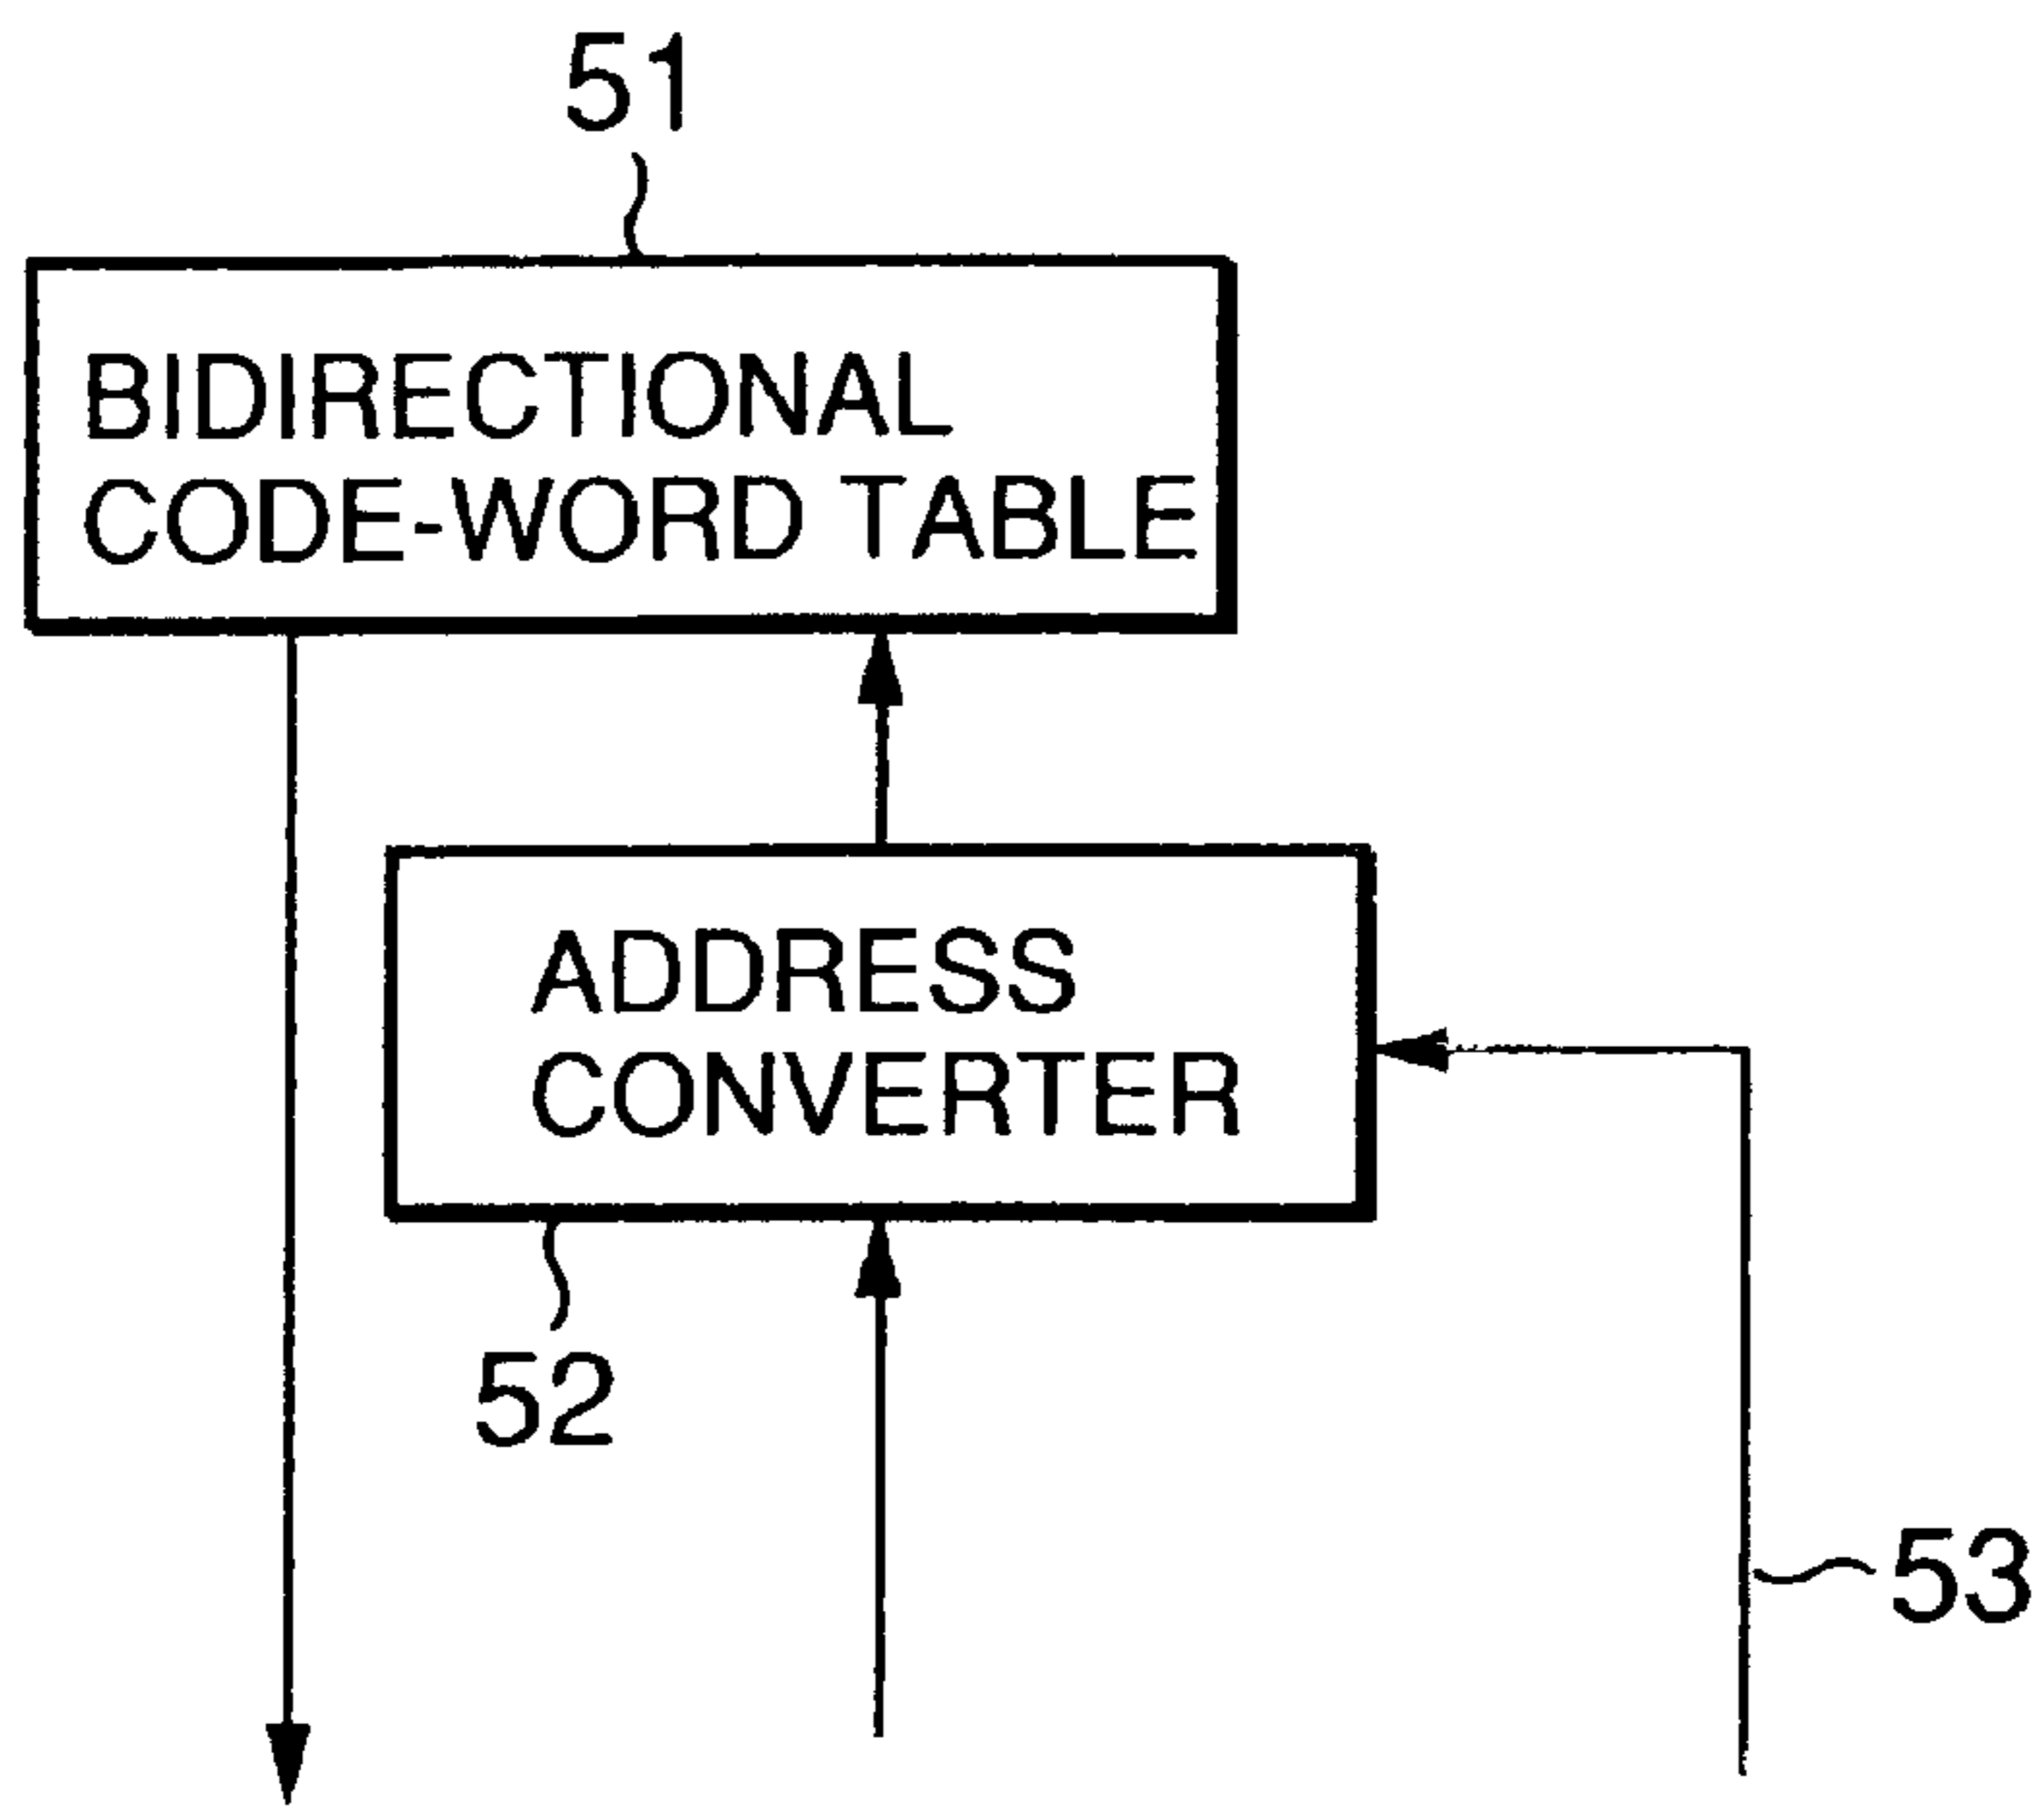 51
BIDIRECTIONAL
CODE-WORD TABLE
ADDRESS
CONVERTER
52
53